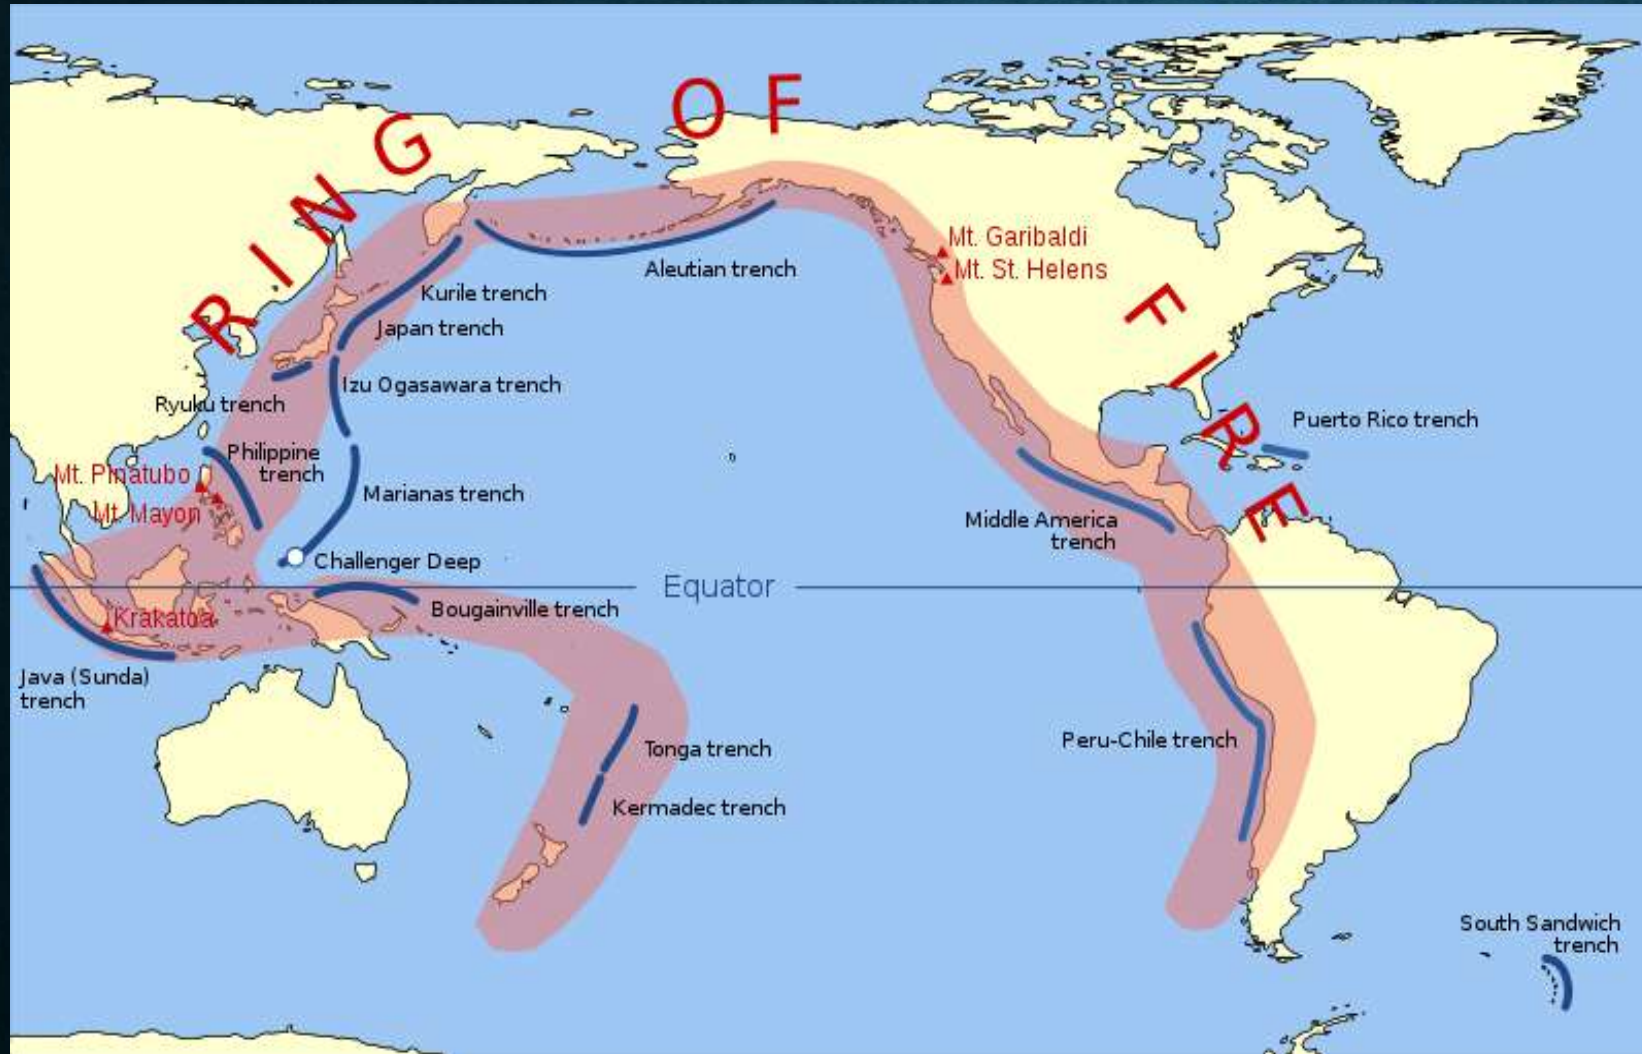 RING OF FIRE
Mt. Garibaldi
Mt. St. Helens
Aleutian trench
Kurile trench
Japan trench
Izu Ogasawara trench
Ryuku trench
Puerto Rico trench
Philippine
trench
Mt. Pinatubo
Mt. Mayon
Marianas trench
Middle America
trench
Challenger Deep
Equator
Bougainville trench
Krakatoa
Java (Sunda)
trench
Tonga trench
Peru-Chile trench
Kermadec trench
South Sandwich
trench